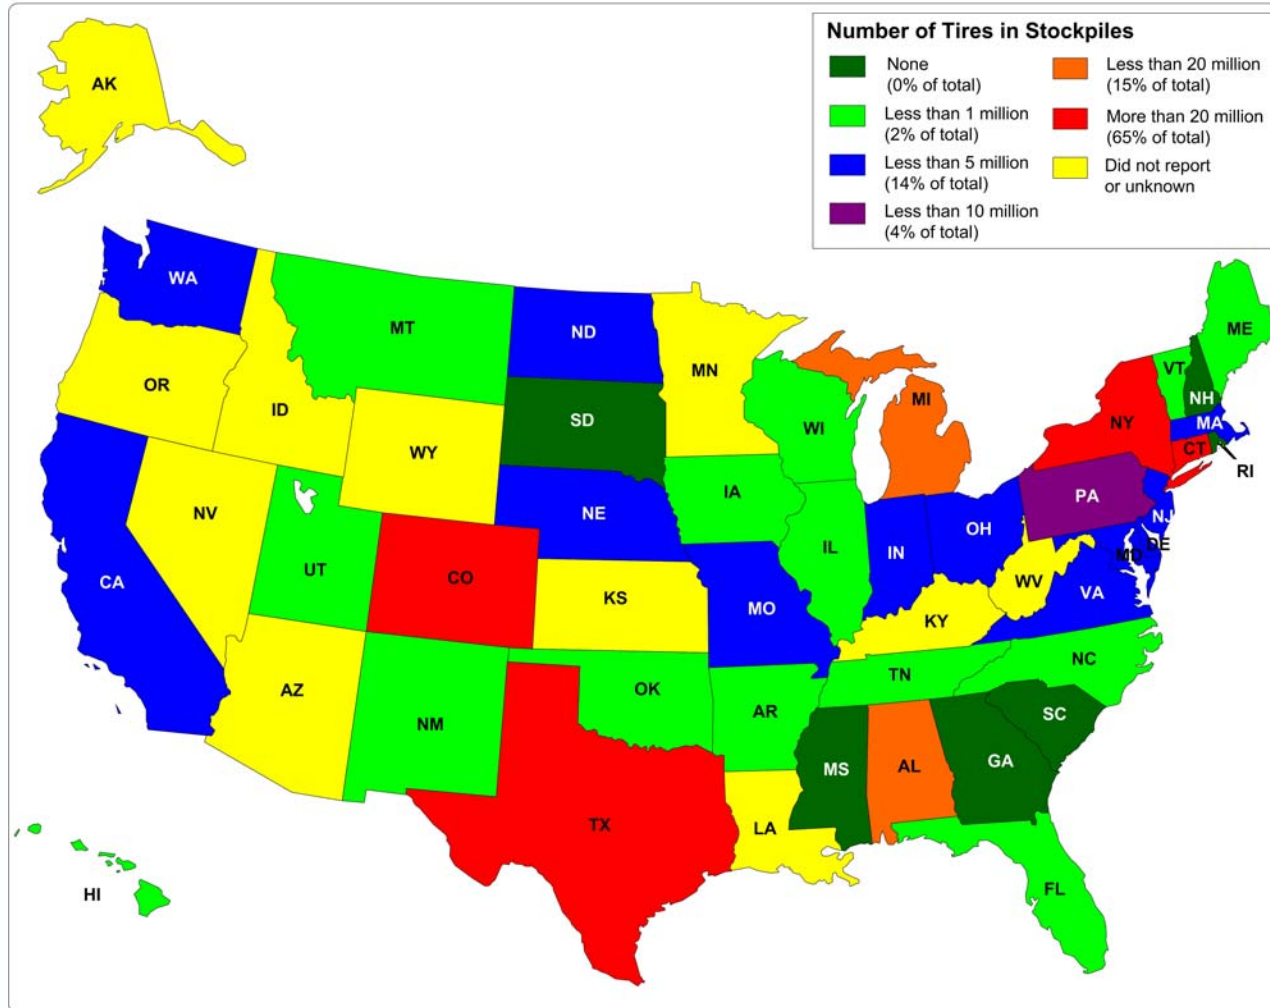 Number of Tires in Stockpiles
None
(0% of total)
Less than 1 million
(2% of total)
Less than 5 million
(14% of total)
Less than 10 million
(4% of total)
Less than 20 million
(15% of total)
More than 20 million
(65% of total)
Did not report
or unknown
AK
WA
MT
ND
MN
ME
VT
NH
OR
ID
SD
WI
MI
NY
MA
WY
CT
RI
NV
NE
IA
PA
NJ
UT
CO
IL
IN
OH
MD
DE
CA
KS
MO
WV
VA
KY
AZ
NM
OK
AR
TN
NC
SC
MS
AL
GA
TX
LA
HI
FL